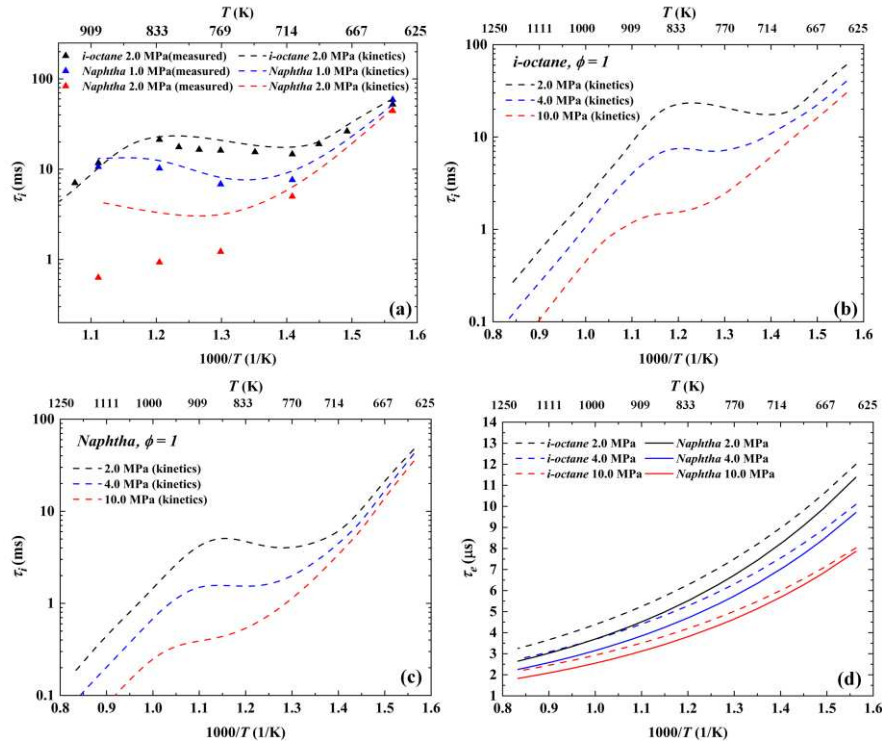 T (K)
909 833 769 714 625
i-octane 2.0 MPa(measured) i-octane 2.0 MPa (kinetics)
Naphtha 1.0 MPa(measured) Naphtha 1.0 MPa (kinetics)
Naphtha 2.0 MPa (measured) Naphtha 2.0 MPa (kinetics)
100
10
1
τi (ms)
(a)
1.1 1.2 1.3 1.4 1.5 1.6
1000/T (1/K)
T (K)
1250 1111 1000 909 833 770 714 667 625
i-octane, ϕ = 1
2.0 MPa (kinetics)
4.0 MPa (kinetics)
10.0 MPa (kinetics)
100
10
1
0.1
τi (ms)
(b)
0.8 0.9 1.0 1.1 1.2 1.3 1.4 1.5 1.6
1000/T (1/K)
T (K)
1250 1111 1000 909 833 770 714 667 625
Naphtha, ϕ = 1
2.0 MPa (kinetics)
4.0 MPa (kinetics)
10.0 MPa (kinetics)
100
10
1
0.1
τi (ms)
(c)
0.8 0.9 1.0 1.1 1.2 1.3 1.4 1.5 1.6
1000/T (1/K)
T (K)
1250 1111 1000 909 833 770 714 667 625
i-octane 2.0 MPa Naphtha 2.0 MPa
i-octane 4.0 MPa Naphtha 4.0 MPa
i-octane 10.0 MPa Naphtha 10.0 MPa
14
13
12
11
10
9
8
7
6
5
4
3
2
1
τe (μs)
(d)
0.8 0.9 1.0 1.1 1.2 1.3 1.4 1.5 1.6
1000/T (1/K)